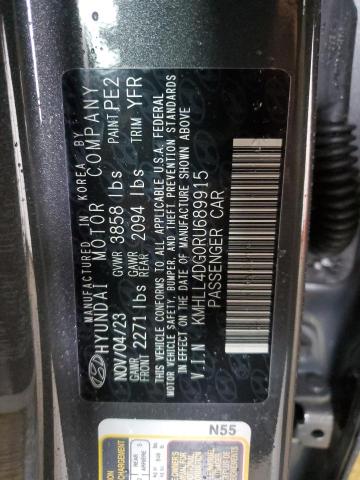 MANUFACTURED IN KOREA BY
HYUNDAI MOTOR COMPANY
NOV/04/23 GVWR 3858 lbs PAINT PE2
GAWR FRONT 2271 lbs GAWR REAR 2094 lbs TRIM YFR
THIS VEHICLE CONFORMS TO ALL APPLICABLE U.S.A. FEDERAL
MOTOR VEHICLE SAFETY, BUMPER, AND THEFT PREVENTION STANDARDS
IN EFFECT ON THE DATE OF MANUFACTURE SHOWN ABOVE.
V.I.N KMHLL4DG0RU689915
PASSENGER CAR
N55
REAR
ARRIÈRE